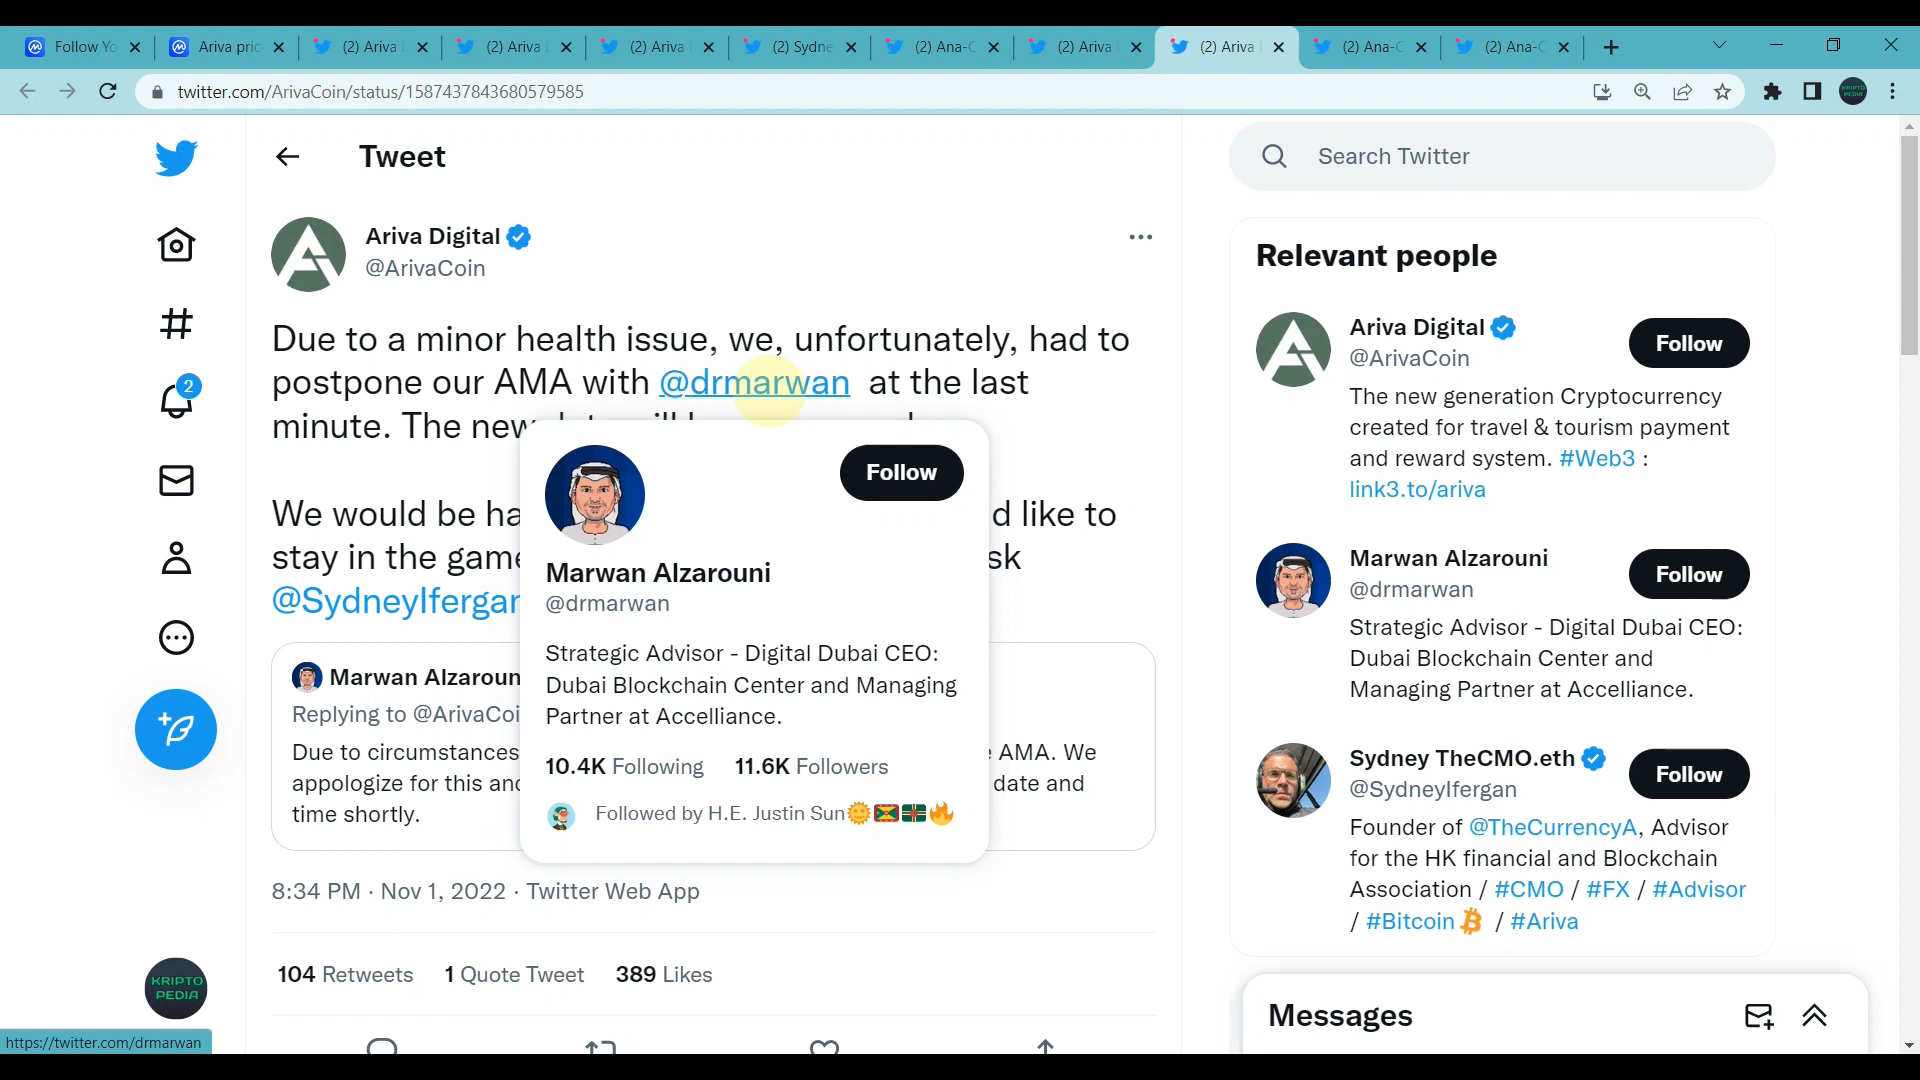 Follow Yo
Ariva pric
(2) Ariva
(2) Ariva
(2) Ariva
(2) Sydne
(2) Ana-C
(2) Ariva
(2) Ariva
(2) Ana-C
(2) Ana-C
twitter.com/ArivaCoin/status/1587437843680579585
Tweet
Search Twitter
Ariva Digital
@ArivaCoin
Due to a minor health issue, we, unfortunately, had to
postpone our AMA with @drmarwan at the last
minute. The new
We would be ha
d like to
stay in the game
sk
@SydneyIfergan
Follow
Marwan Alzarouni
@drmarwan
Strategic Advisor - Digital Dubai CEO:
Dubai Blockchain Center and Managing
Partner at Accelliance.
10.4K Following 11.6K Followers
Followed by H.E. Justin Sun🌞🇬🇩🇩🇲🔥
Marwan Alzaroun
Replying to @ArivaCoi
Due to circumstances
AMA. We
appologize for this and
date and
time shortly.
8:34 PM · Nov 1, 2022 · Twitter Web App
104 Retweets 1 Quote Tweet 389 Likes
2
KRIPTO
PEDIA
https://twitter.com/drmarwan
Relevant people
Ariva Digital
@ArivaCoin
Follow
The new generation Cryptocurrency
created for travel & tourism payment
and reward system. #Web3 :
link3.to/ariva
Marwan Alzarouni
@drmarwan
Follow
Strategic Advisor - Digital Dubai CEO:
Dubai Blockchain Center and
Managing Partner at Accelliance.
Sydney TheCMO.eth
@SydneyIfergan
Follow
Founder of @TheCurrencyA, Advisor
for the HK financial and Blockchain
Association / #CMO / #FX / #Advisor
/ #Bitcoin / #Ariva
Messages